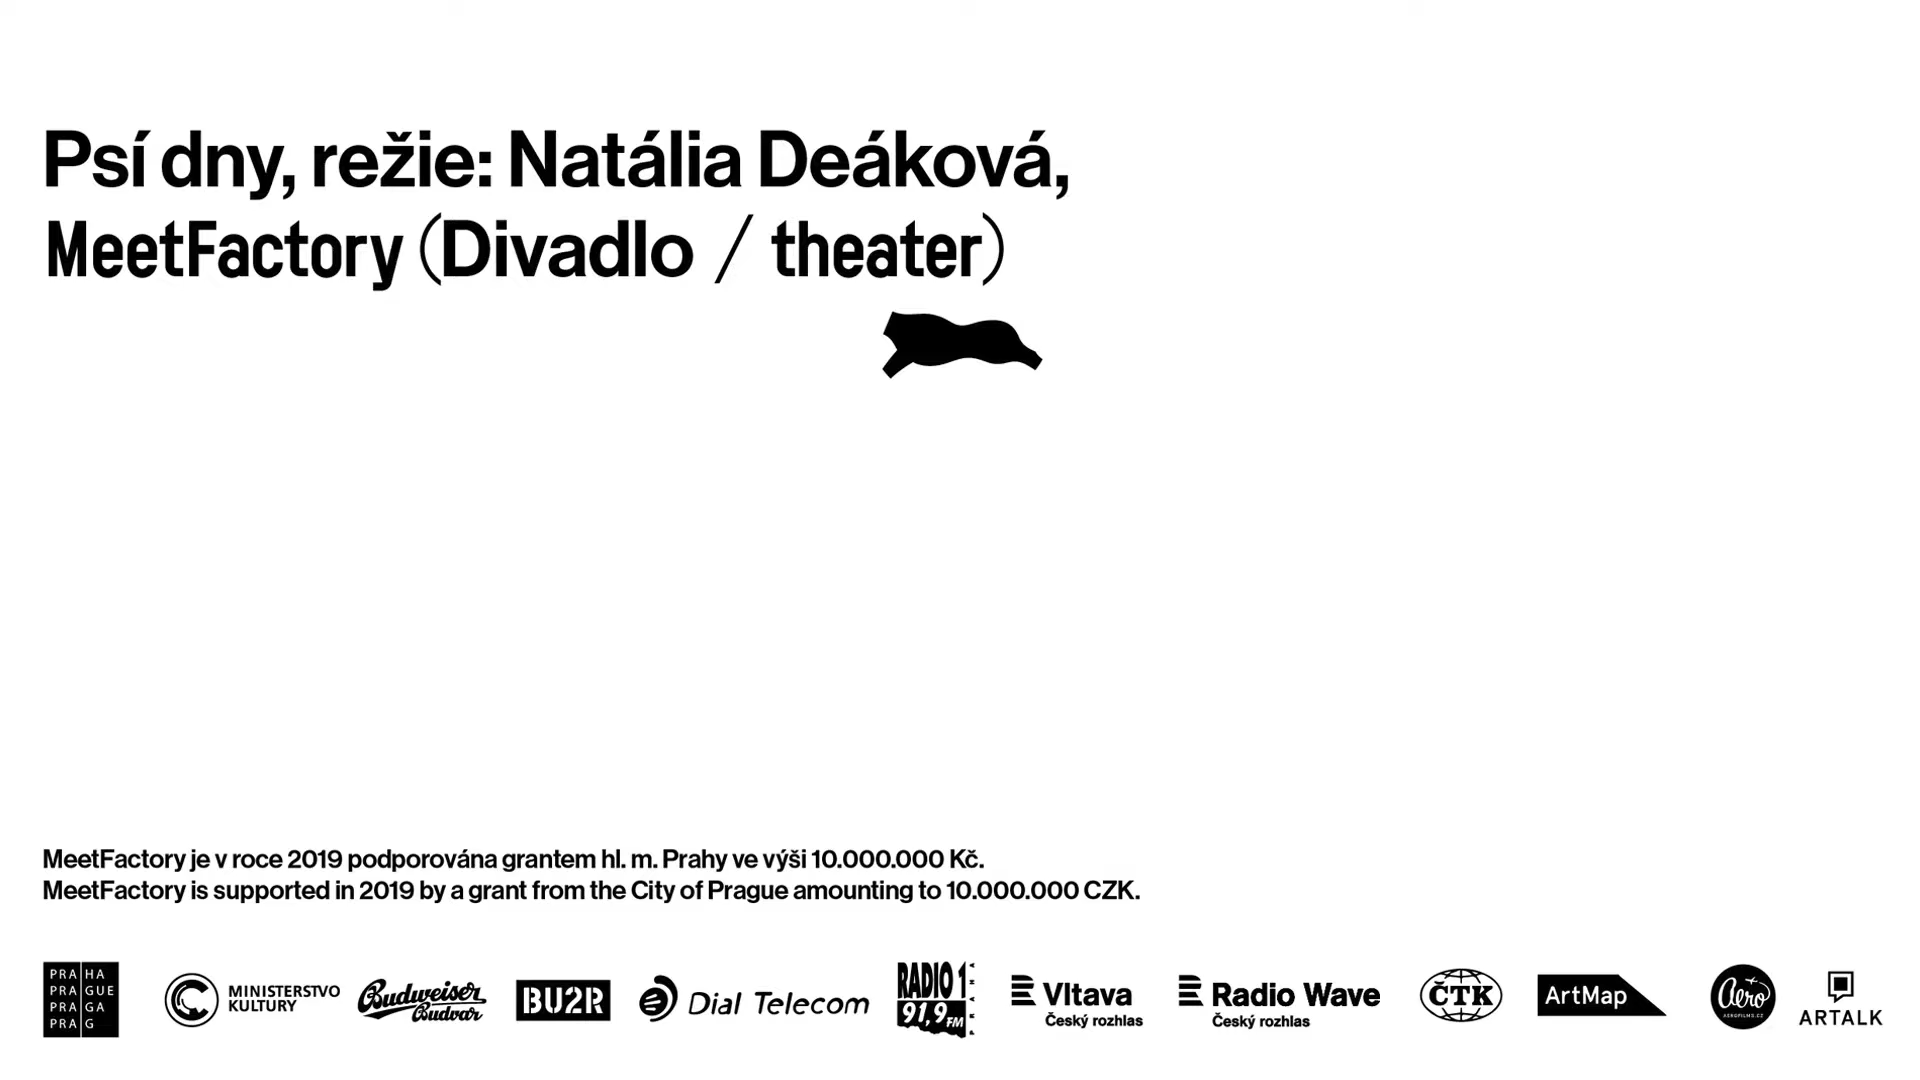 Psí dny, režie: Natália Deáková,
MeetFactory (Divadlo / theater)
MeetFactory je v roce 2019 podporována grantem hl. m. Prahy ve výši 10.000.000 Kč.
MeetFactory is supported in 2019 by a grant from the City of Prague amounting to 10.000.000 CZK.
PRA HA
PRA GUE
PRA GA
PRA G
MINISTERSTVO
KULTURY
Budweiser
Budvar
BU2R
Dial Telecom
RADIO 1
91,9 FM
PRAHA
Vltava
Český rozhlas
Radio Wave
Český rozhlas
ČTK
ArtMap
Aero
AEROFILMS.CZ
ARTALK